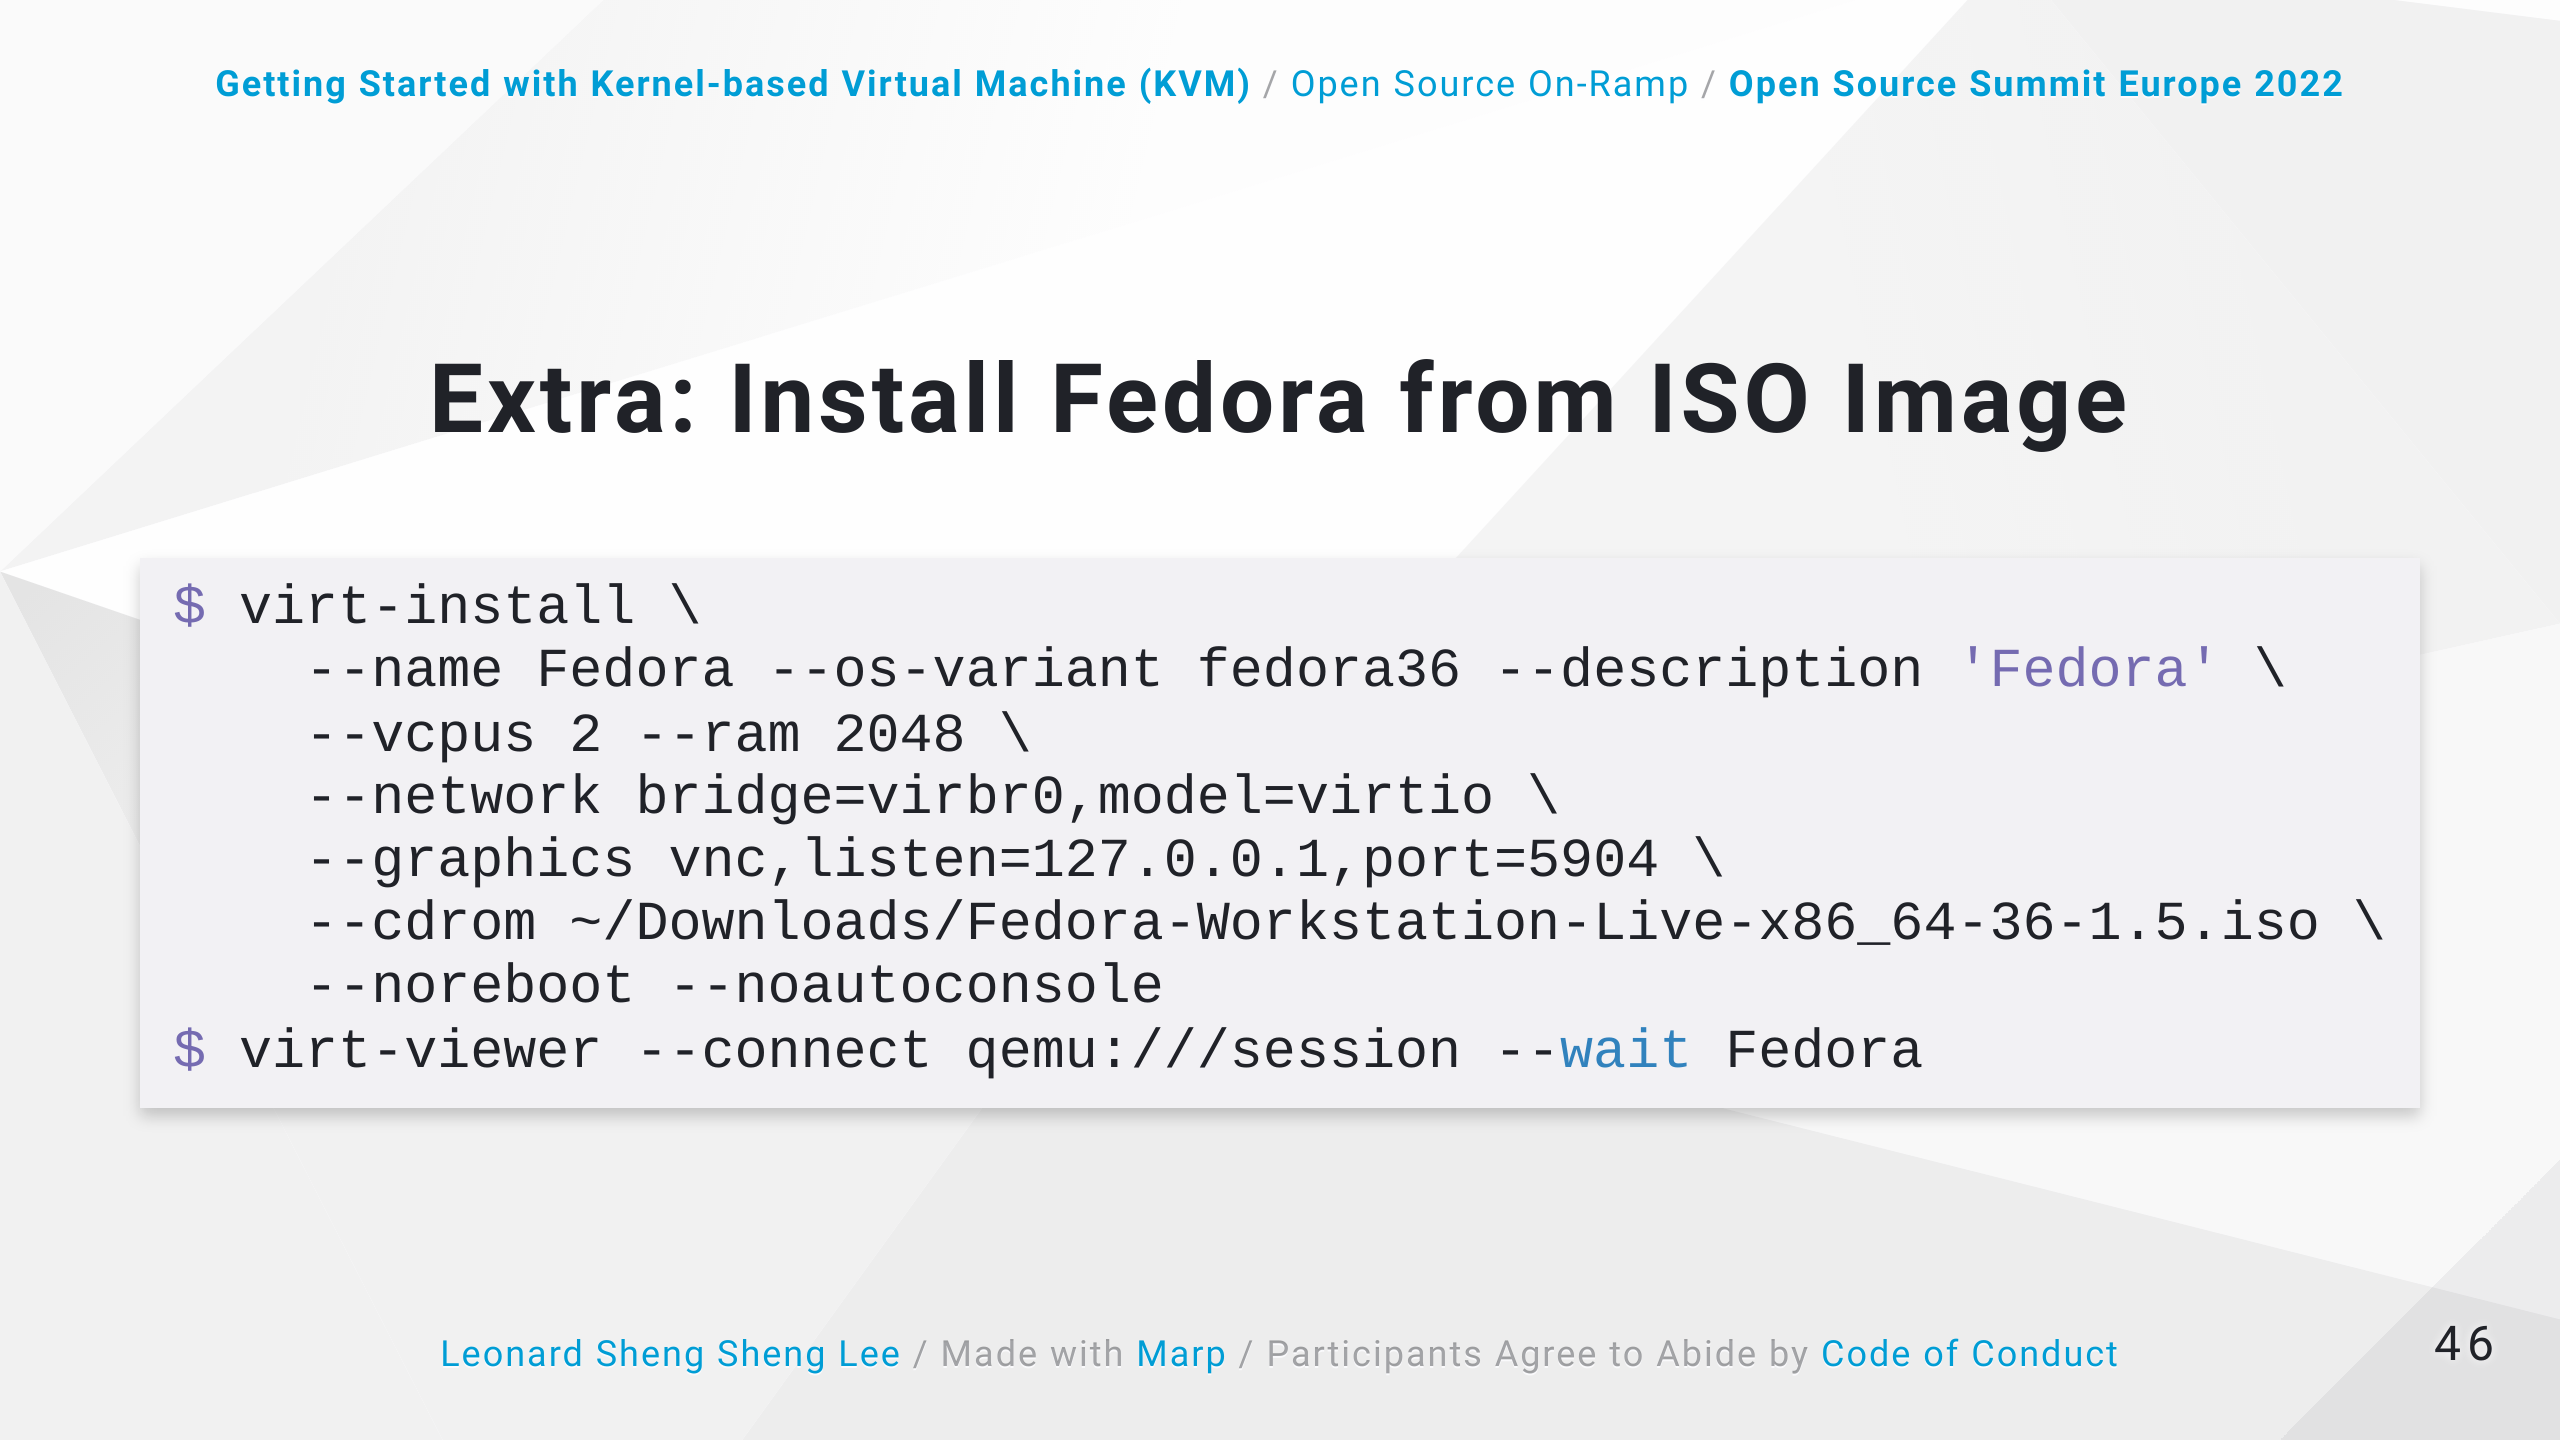 Getting Started with Kernel-based Virtual Machine (KVM) / Open Source On-Ramp / Open Source Summit Europe 2022
Extra: Install Fedora from ISO Image
$ virt-install \
    --name Fedora --os-variant fedora36 --description 'Fedora' \
    --vcpus 2 --ram 2048 \
    --network bridge=virbr0,model=virtio \
    --graphics vnc,listen=127.0.0.1,port=5904 \
    --cdrom ~/Downloads/Fedora-Workstation-Live-x86_64-36-1.5.iso \
    --noreboot --noautoconsole
$ virt-viewer --connect qemu:///session --wait Fedora
Leonard Sheng Sheng Lee / Made with Marp / Participants Agree to Abide by Code of Conduct
46